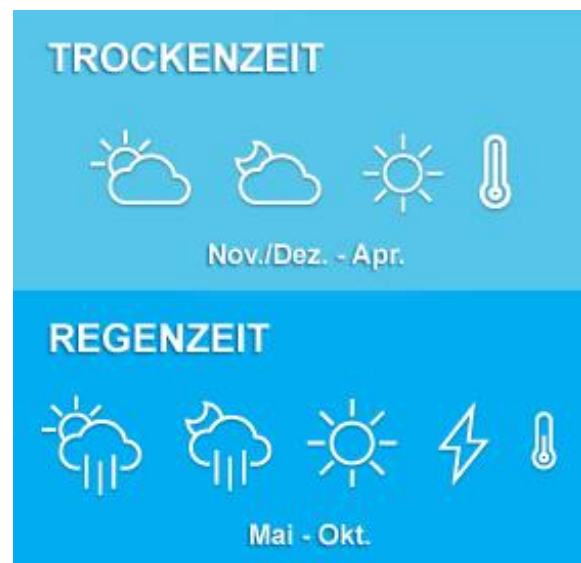 TROCKENZEIT
Nov./Dez. - Apr.
REGENZEIT
Mai - Okt.